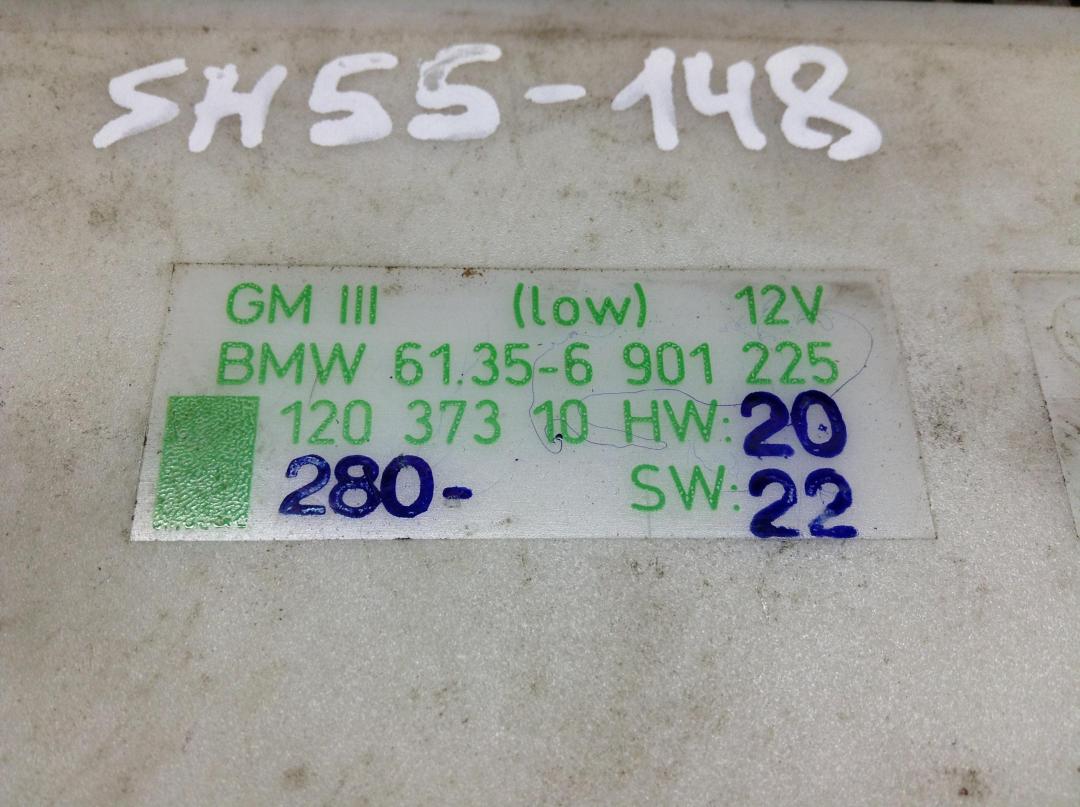 SH55-148
GM III (low) 12V
BMW 61.35-6 901 225
120 373 10 HW: 20
280- SW: 22